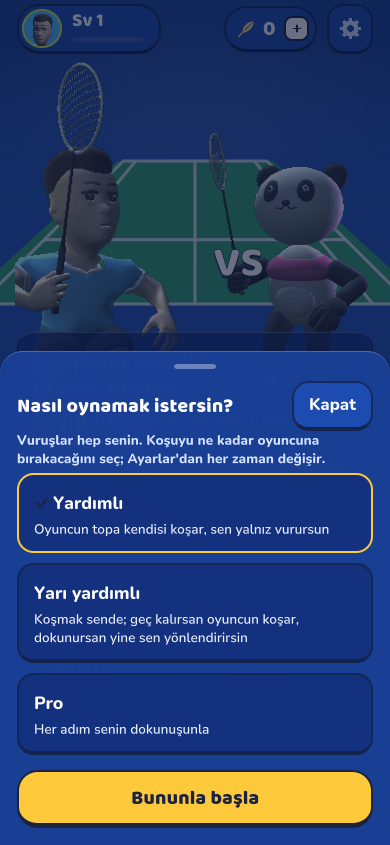 Sv 1
0
+
VS
Nasıl oynamak istersin?
Kapat
Vuruşlar hep senin. Koşuyu ne kadar oyuncuna
bırakacağını seç; Ayarlar'dan her zaman değişir.
✓ Yardımlı
Oyuncun topa kendisi koşar, sen yalnız vurursun
Yarı yardımlı
Koşmak sende; geç kalırsan oyuncun koşar,
dokunursan yine sen yönlendirirsin
Pro
Her adım senin dokunuşunla
Bununla başla